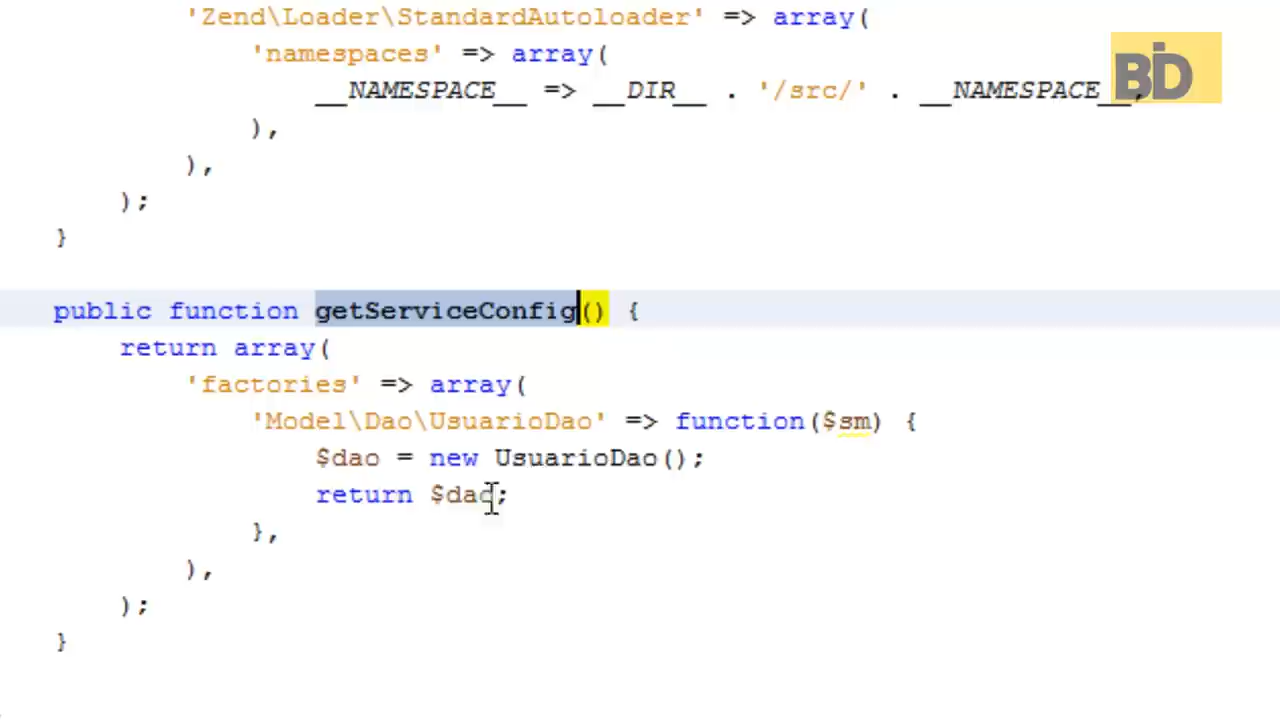 'Zend\Loader\StandardAutoloader' => array(
'namespaces' => array(
__NAMESPACE__ => __DIR__ . '/src/' . __NAMESPACE__,
),
),
);
}
public function getServiceConfig() {
return array(
'factories' => array(
'Model\Dao\UsuarioDao' => function($sm) {
$dao = new UsuarioDao();
return $dao;
},
),
);
}
BID